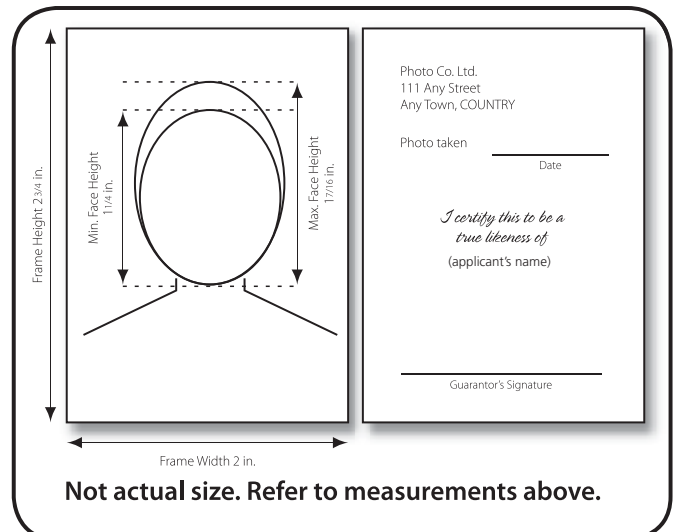 Frame Height 2 3/4 in.
Min. Face Height
1 1/4 in.
Max. Face Height
1 7/16 in.
Frame Width 2 in.
Photo Co. Ltd.
111 Any Street
Any Town, COUNTRY
Photo taken
Date
I certify this to be a
true likeness of
(applicant's name)
Guarantor's Signature
Not actual size. Refer to measurements above.